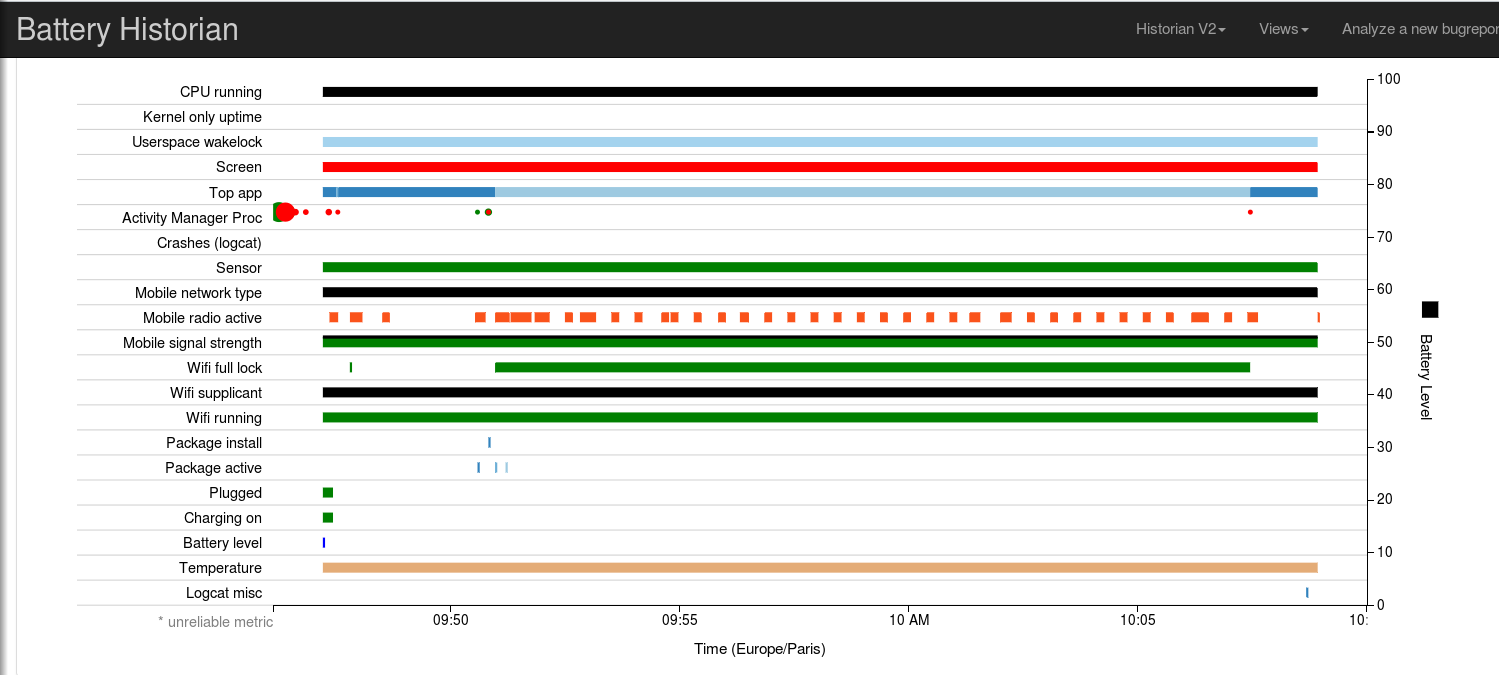 Battery Historian
Historian V2 Views Analyze a new bugrepor
CPU running
Kernel only uptime
Userspace wakelock
Screen
Top app
Activity Manager Proc
Crashes (logcat)
Sensor
Mobile network type
Mobile radio active
Mobile signal strength
Wifi full lock
Wifi supplicant
Wifi running
Package install
Package active
Plugged
Charging on
Battery level
Temperature
Logcat misc
* unreliable metric
09:50 09:55 10 AM 10:05 10:
Time (Europe/Paris)
100
90
80
70
60
50
40
30
20
10
0
Battery Level